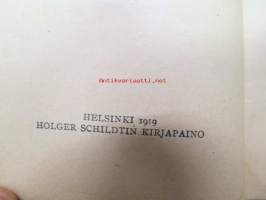 Antikvariaatti.net
HELSINKI 1919
HOLGER SCHILDTIN KIRJAPAINO